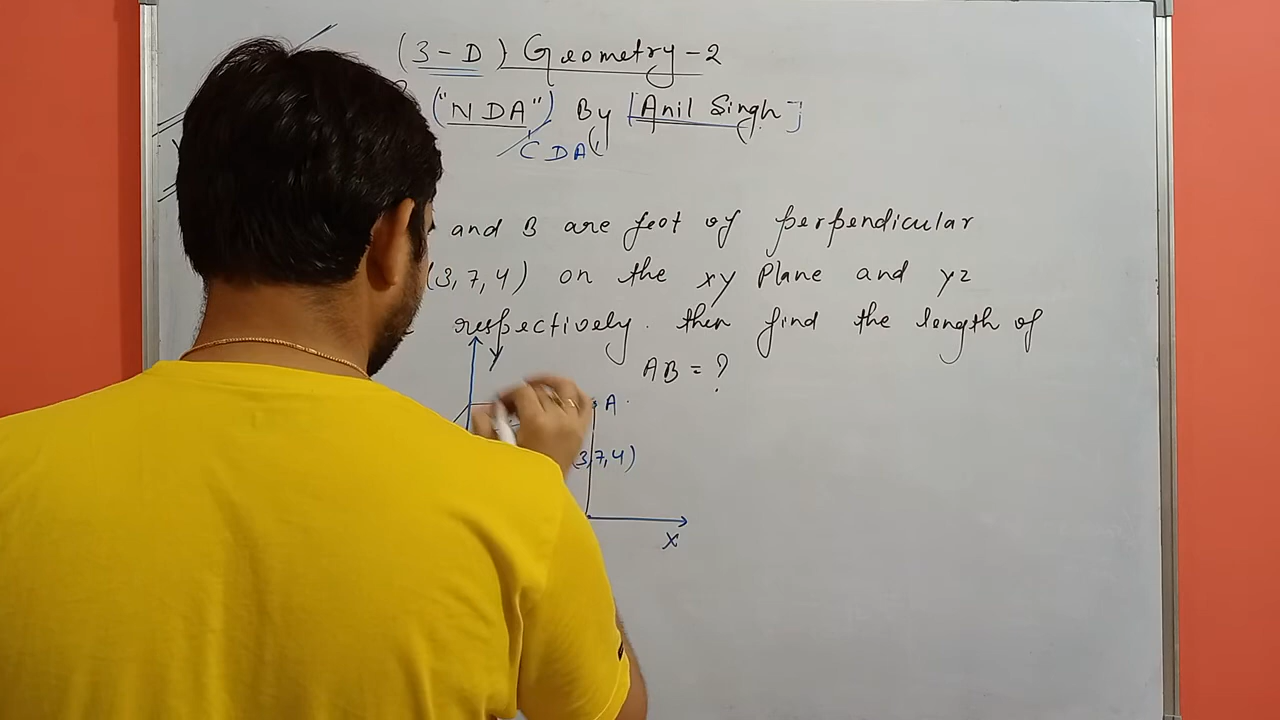 (3-D) Geometry-2
("NDA") By [Anil Singh]
CDA
and B are feet of perpendicular
(3, 7, 4) on the xy Plane and yz
respectively. then find the length of
AB = ?
Y
A
3,7,4)
X